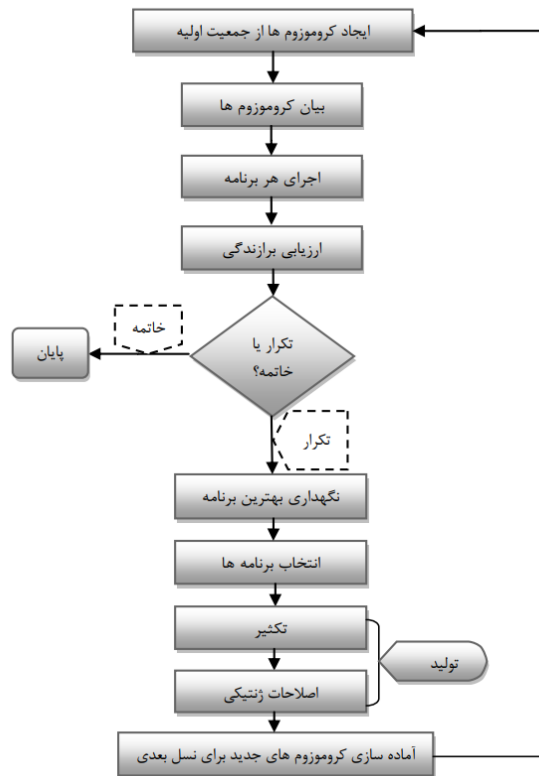 ایجاد کروموزوم ها از جمعیت اولیه
بیان کروموزوم ها
اجرای هر برنامه
ارزیابی برازندگی
تکرار یا
خاتمه؟
خاتمه
پایان
تکرار
نگهداری بهترین برنامه
انتخاب برنامه ها
تکثیر
تولید
اصلاحات ژنتیکی
آماده سازی کروموزوم های جدید برای نسل بعدی